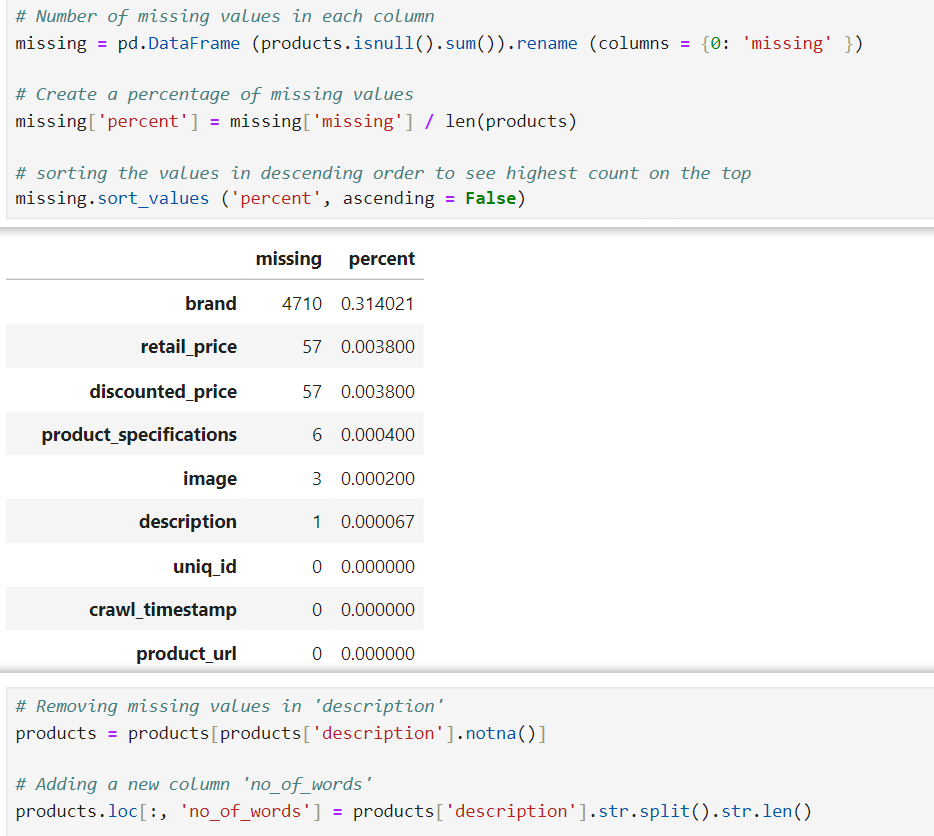 # Number of missing values in each column
missing = pd.DataFrame (products.isnull().sum()).rename (columns = {0: 'missing' })
# Create a percentage of missing values
missing['percent'] = missing['missing'] / len(products)
# sorting the values in descending order to see highest count on the top
missing.sort_values ('percent', ascending = False)
missing percent
brand 4710 0.314021
retail_price 57 0.003800
discounted_price 57 0.003800
product_specifications 6 0.000400
image 3 0.000200
description 1 0.000067
uniq_id 0 0.000000
crawl_timestamp 0 0.000000
product_url 0 0.000000
# Removing missing values in 'description'
products = products[products['description'].notna()]
# Adding a new column 'no_of_words'
products.loc[:, 'no_of_words'] = products['description'].str.split().str.len()